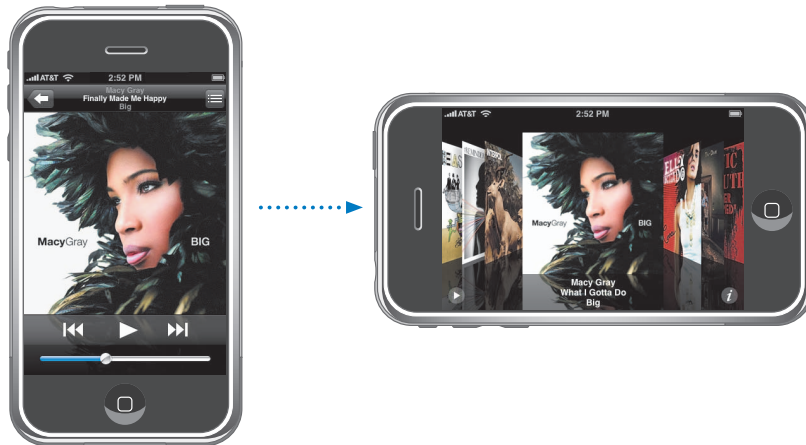 AT&T
2:52 PM
Macy Gray
Finally Made Me Happy
Big
MacyGray
BIG
AT&T
2:52 PM
MacyGray
BIG
Macy Gray
What I Gotta Do
Big
i